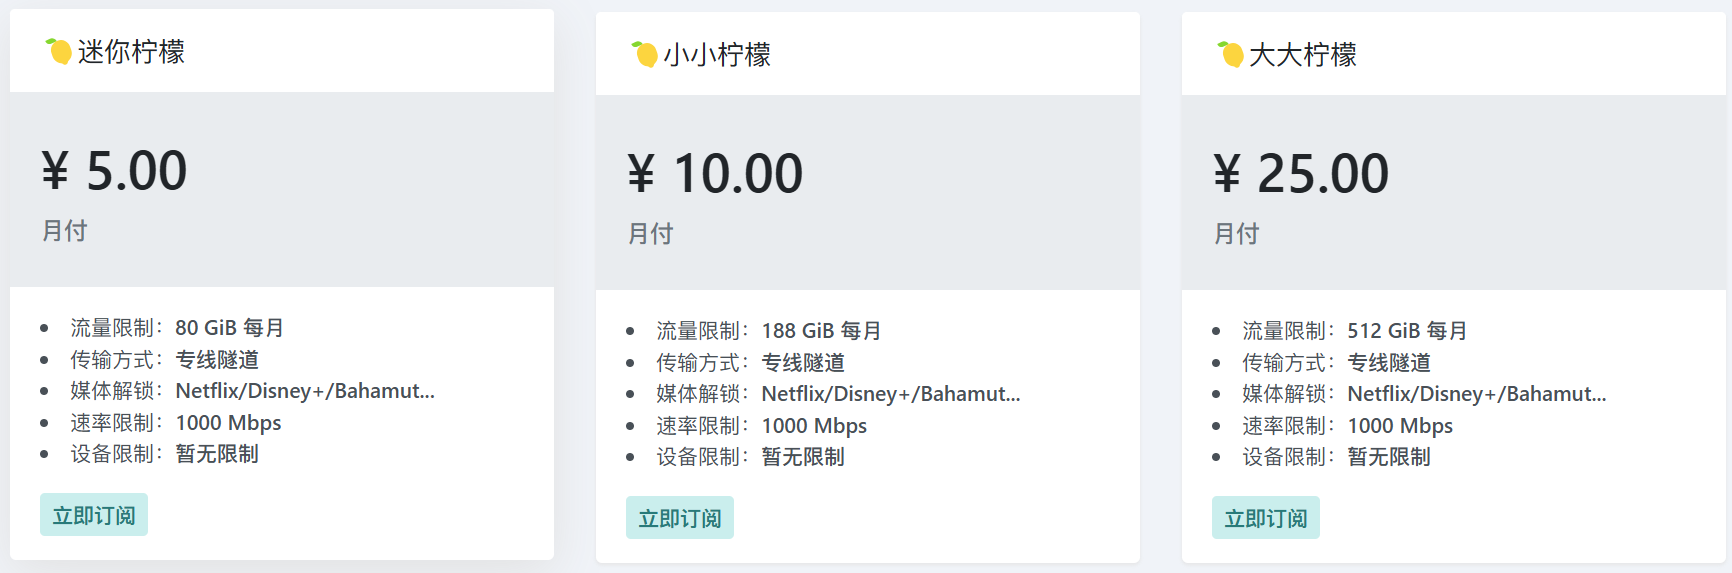 迷你柠檬
¥ 5.00
月付
流量限制：80 GiB 每月
传输方式：专线隧道
媒体解锁：Netflix/Disney+/Bahamut...
速率限制：1000 Mbps
设备限制：暂无限制
立即订阅
小小柠檬
¥ 10.00
月付
流量限制：188 GiB 每月
传输方式：专线隧道
媒体解锁：Netflix/Disney+/Bahamut...
速率限制：1000 Mbps
设备限制：暂无限制
立即订阅
大大柠檬
¥ 25.00
月付
流量限制：512 GiB 每月
传输方式：专线隧道
媒体解锁：Netflix/Disney+/Bahamut...
速率限制：1000 Mbps
设备限制：暂无限制
立即订阅